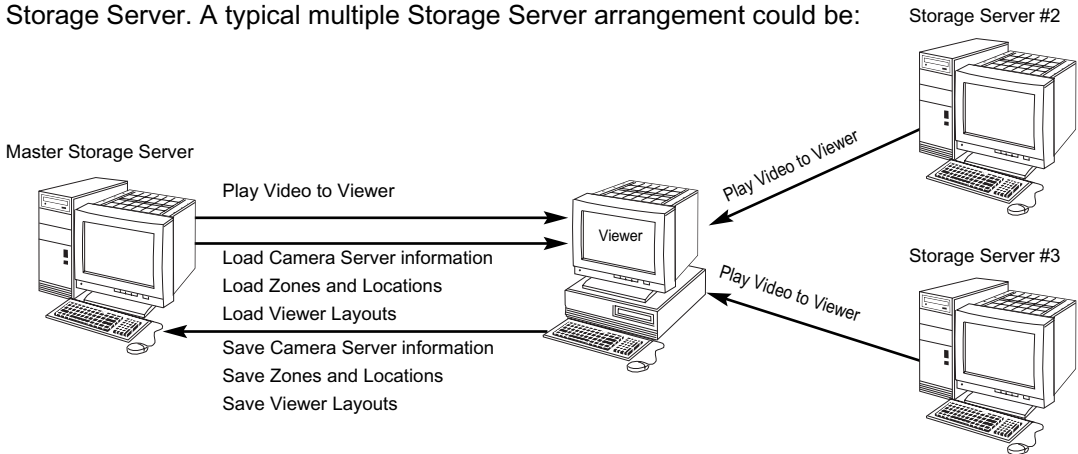 Storage Server. A typical multiple Storage Server arrangement could be:
Storage Server #2
Master Storage Server
Play Video to Viewer
Play Video to Viewer
Viewer
Load Camera Server information
Load Zones and Locations
Load Viewer Layouts
Storage Server #3
Play Video to Viewer
Save Camera Server information
Save Zones and Locations
Save Viewer Layouts